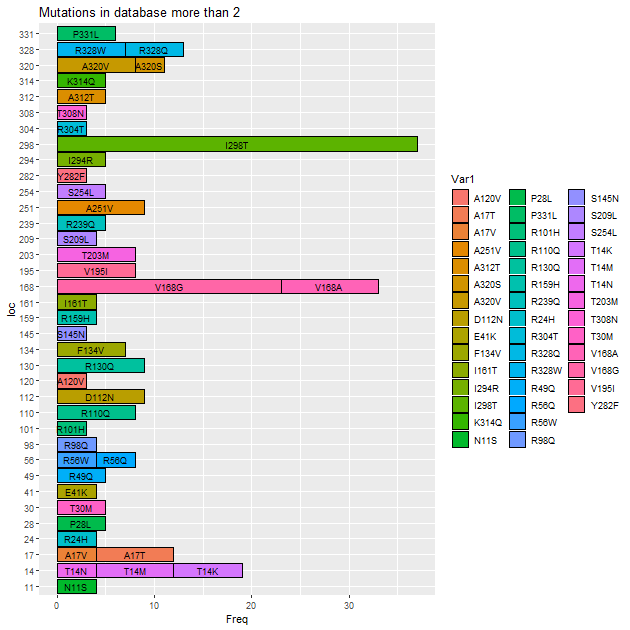 Mutations in database more than 2
loc
331 P331L
328 R328W R328Q
320 A320V A320S
314 K314Q
312 A312T
308 T308N
304 R304T
298 I298T
294 I294R
282 Y282F
254 S254L
251 A251V
239 R239Q
209 S209L
203 T203M
195 V195I
168 V168G V168A
161 I161T
159 R159H
145 S145N
134 F134V
130 R130Q
120 A120V
112 D112N
110 R110Q
101 R101H
98 R98Q
56 R56W R56Q
49 R49Q
41 E41K
30 T30M
28 P28L
24 R24H
17 A17V A17T
14 T14N T14M T14K
11 N11S
0 10 20 30
Freq
Var1
A120V
A17T
A17V
A251V
A312T
A320S
A320V
D112N
E41K
F134V
I161T
I294R
I298T
K314Q
N11S
P28L
P331L
R101H
R110Q
R130Q
R159H
R239Q
R24H
R304T
R328Q
R328W
R49Q
R56Q
R56W
R98Q
S145N
S209L
S254L
T14K
T14M
T14N
T203M
T308N
T30M
V168A
V168G
V195I
Y282F